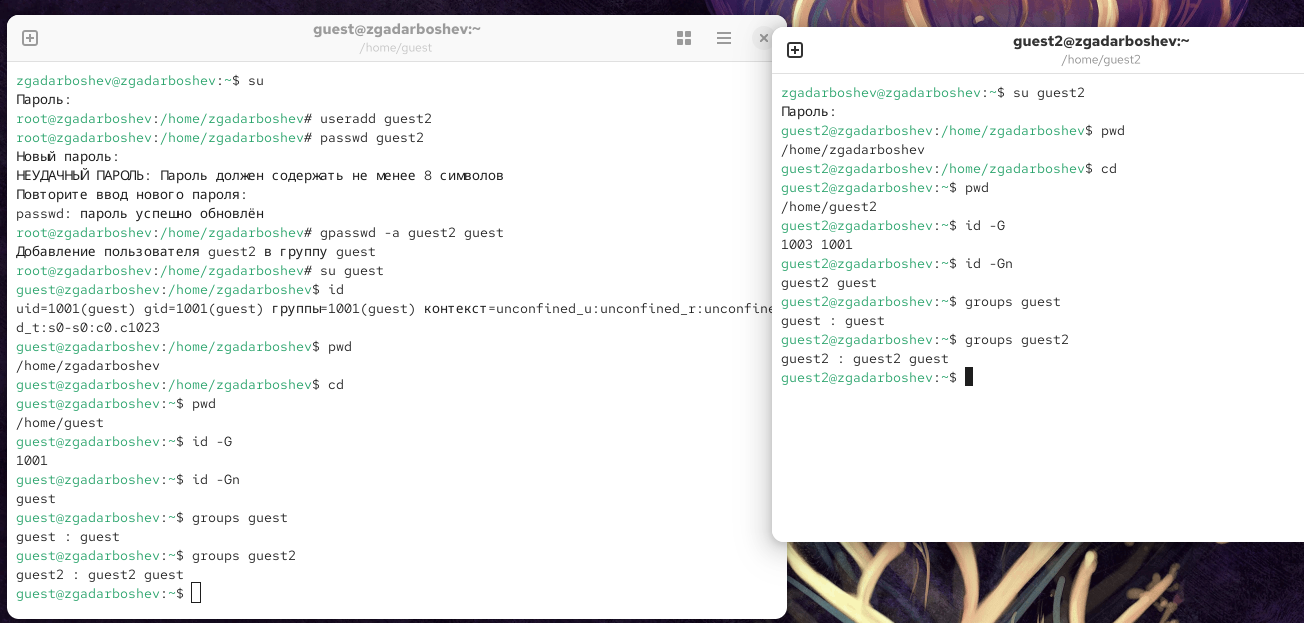 guest@zgadarboshev:~
/home/guest
zgadarboshev@zgadarboshev:~$ su
Пароль:
root@zgadarboshev:/home/zgadarboshev# useradd guest2
root@zgadarboshev:/home/zgadarboshev# passwd guest2
Новый пароль:
НЕУДАЧНЫЙ ПАРОЛЬ: Пароль должен содержать не менее 8 символов
Повторите ввод нового пароля:
passwd: пароль успешно обновлён
root@zgadarboshev:/home/zgadarboshev# gpasswd -a guest2 guest
Добавление пользователя guest2 в группу guest
root@zgadarboshev:/home/zgadarboshev# su guest
guest@zgadarboshev:/home/zgadarboshev$ id
uid=1001(guest) gid=1001(guest) группы=1001(guest) контекст=unconfined_u:unconfined_r:unconfine
d_t:s0-s0:c0.c1023
guest@zgadarboshev:/home/zgadarboshev$ pwd
/home/zgadarboshev
guest@zgadarboshev:/home/zgadarboshev$ cd
guest@zgadarboshev:~$ pwd
/home/guest
guest@zgadarboshev:~$ id -G
1001
guest@zgadarboshev:~$ id -Gn
guest
guest@zgadarboshev:~$ groups guest
guest : guest
guest@zgadarboshev:~$ groups guest2
guest2 : guest2 guest
guest@zgadarboshev:~$
guest2@zgadarboshev:~
/home/guest2
zgadarboshev@zgadarboshev:~$ su guest2
Пароль:
guest2@zgadarboshev:/home/zgadarboshev$ pwd
/home/zgadarboshev
guest2@zgadarboshev:/home/zgadarboshev$ cd
guest2@zgadarboshev:~$ pwd
/home/guest2
guest2@zgadarboshev:~$ id -G
1003 1001
guest2@zgadarboshev:~$ id -Gn
guest2 guest
guest2@zgadarboshev:~$ groups guest
guest : guest
guest2@zgadarboshev:~$ groups guest2
guest2 : guest2 guest
guest2@zgadarboshev:~$